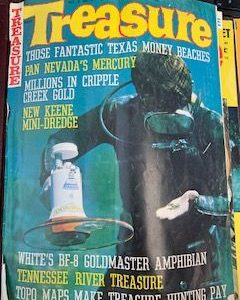 TREASURE
Treasure
THOSE FANTASTIC TEXAS MONEY BEACHES
PAN NEVADA'S MERCURY
MILLIONS IN CRIPPLE
CREEK GOLD
NEW KEENE
MINI-DREDGE
WHITE'S BF-8 GOLDMASTER AMPHIBIAN
TENNESSEE RIVER TREASURE
TOPO MAPS MAKE TREASURE HUNTING PAY